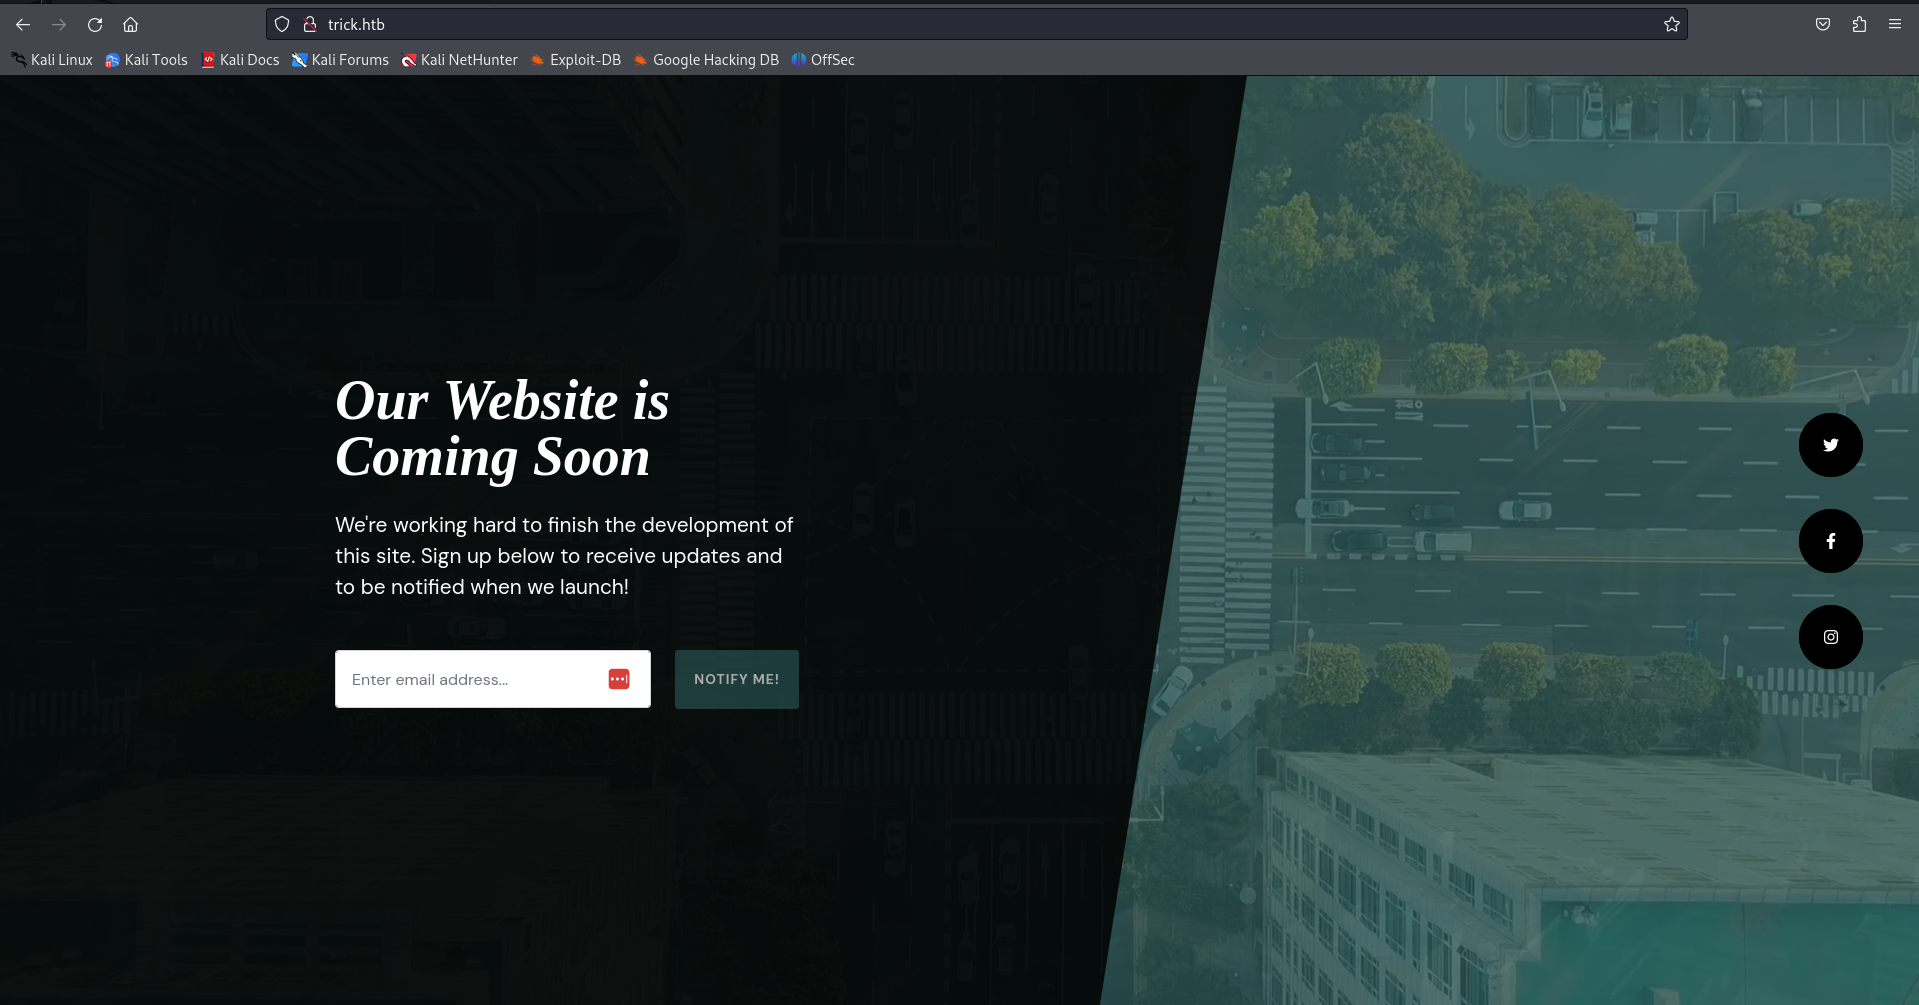 trick.htb
Kali Linux Kali Tools Kali Docs Kali Forums Kali NetHunter Exploit-DB Google Hacking DB OffSec
Our Website is
Coming Soon
We're working hard to finish the development of
this site. Sign up below to receive updates and
to be notified when we launch!
Enter email address...
NOTIFY ME!